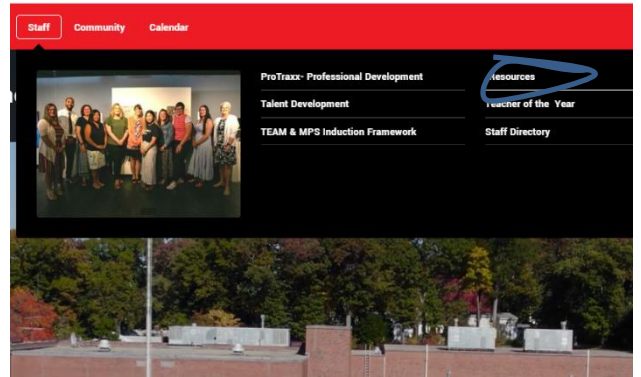 Staff Community Calendar
ProTraxx- Professional Development
Talent Development
TEAM & MPS Induction Framework
Resources
Teacher of the Year
Staff Directory